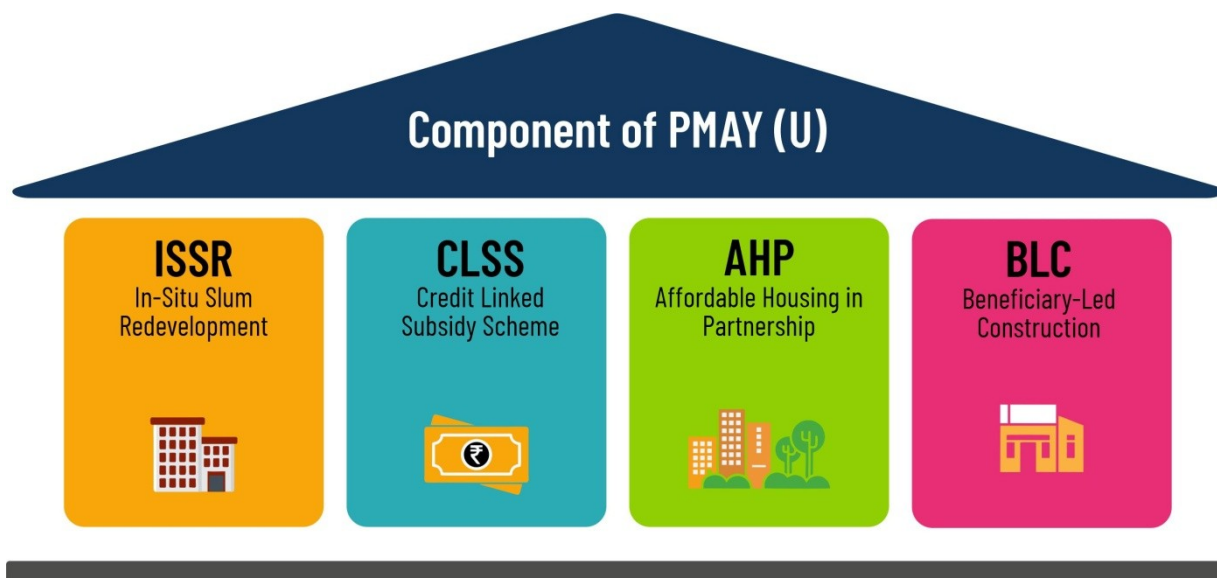 Component of PMAY (U)
ISSR
In-Situ Slum
Redevelopment
CLSS
Credit Linked
Subsidy Scheme
₹
AHP
Affordable Housing in
Partnership
BLC
Beneficiary-Led
Construction